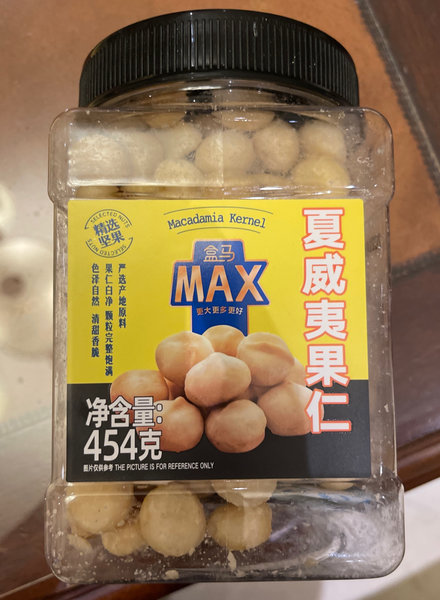 Macadamia Kernel
SELECTED NUTS
精选
坚果
SELECTED NUTS
盒马
MAX
更大更多更好
夏威夷果仁
严选产地原料
果仁白净 颗粒完整饱满
色泽自然 清甜香脆
净含量:
454克
图片仅供参考 THE PICTURE IS FOR REFERENCE ONLY